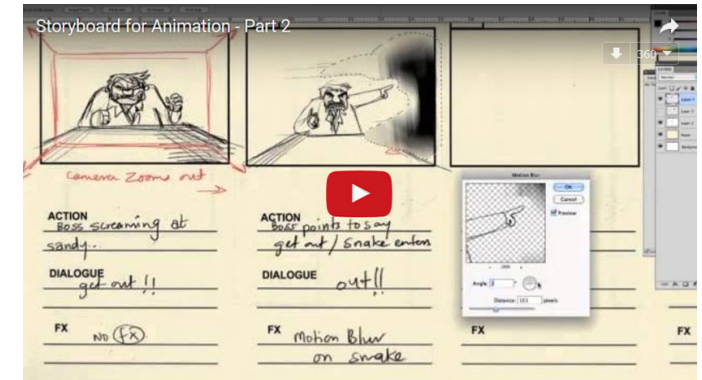 Storyboard for Animation - Part 2
360
Camera Zooms out
ACTION
Boss screaming at
sandy...
DIALOGUE
get out !!
FX
NO FX
ACTION
Boss points to say
get out / Snake enters
DIALOGUE
out!!
FX
Motion Blur
on snake
Motion Blur
OK
Cancel
Preview
Angle:
Distance:
pixels
FX
FX